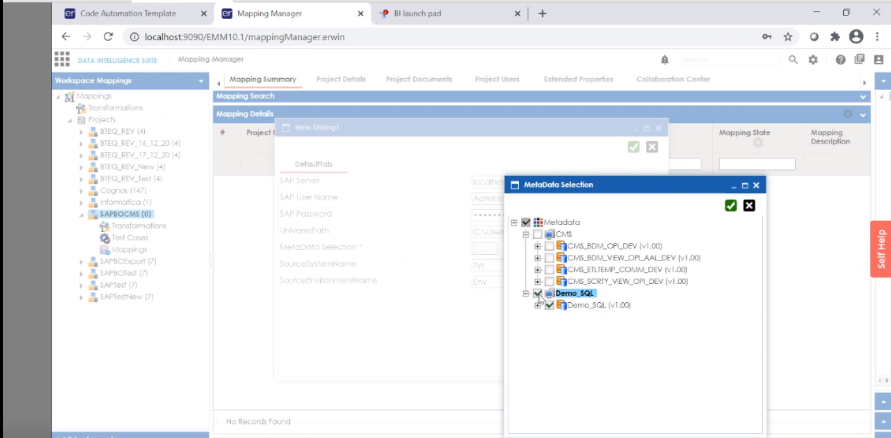 Code Automation Template
Mapping Manager
BI launch pad
localhost:9090/EMM10.1/mappingManager.erwin
DATA INTELLIGENCE SUITE
Mapping Manager
Search
Workspace Mappings
Mapping Summary
Project Details
Project Documents
Project Users
Extended Properties
Collaboration Center
Mappings
Transformations
Projects
BTEQ_REV (4)
BTEQ_REV_16_12_20 (4)
BTEQ_REV_17_12_20 (4)
BTEQ_REV_New (4)
BTEQ_REV_Test (4)
Cognos (147)
Informatica (1)
SAPBOCMS (0)
Transformations
Test Cases
Mappings
SAPBOExport (7)
SAPBOTest (7)
SAPTest (7)
SAPTestNew (7)
Mapping Search
Mapping Details
#
Mapping State
Mapping Description
New Dialog1
DefaultTab
SAP Server
SAP User Name
SAP Password
UniversePath
MetaData Selection *
SourceSystemName
Sys
SourceEnvironmentName
Env
MetaData Selection
Metadata
CMS
CMS_BDM_OPI_DEV (v1.00)
CMS_BDM_VIEW_OPI_AAL_DEV (v1.00)
CMS_ETLTEMP_COMM_DEV (v1.00)
CMS_SCRTY_VIEW_OPI_DEV (v1.00)
Demo_SQL
Demo_SQL (v1.00)
Self Help
No Records Found